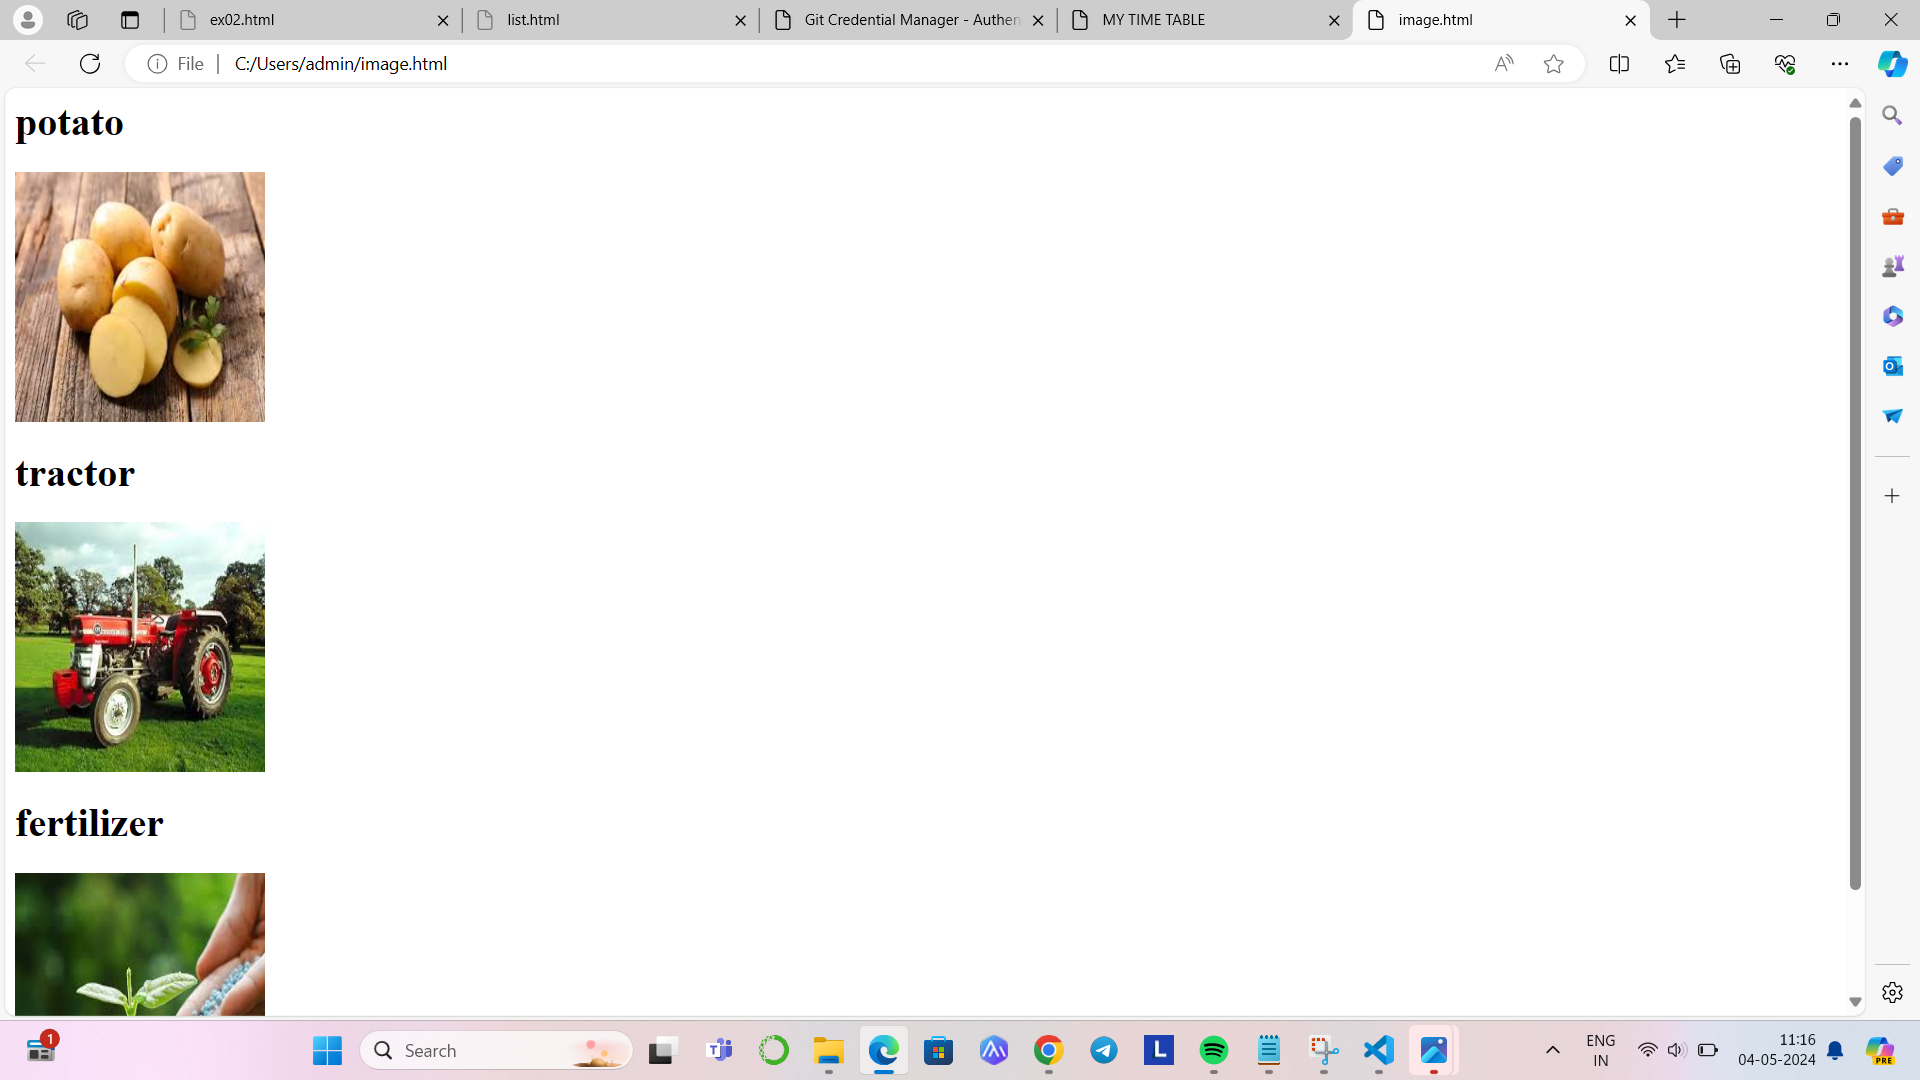 ex02.html
list.html
Git Credential Manager - Authen
MY TIME TABLE
image.html
File
C:/Users/admin/image.html
potato
tractor
fertilizer
1
Search
L
ENG
IN
11:16
04-05-2024
PRE